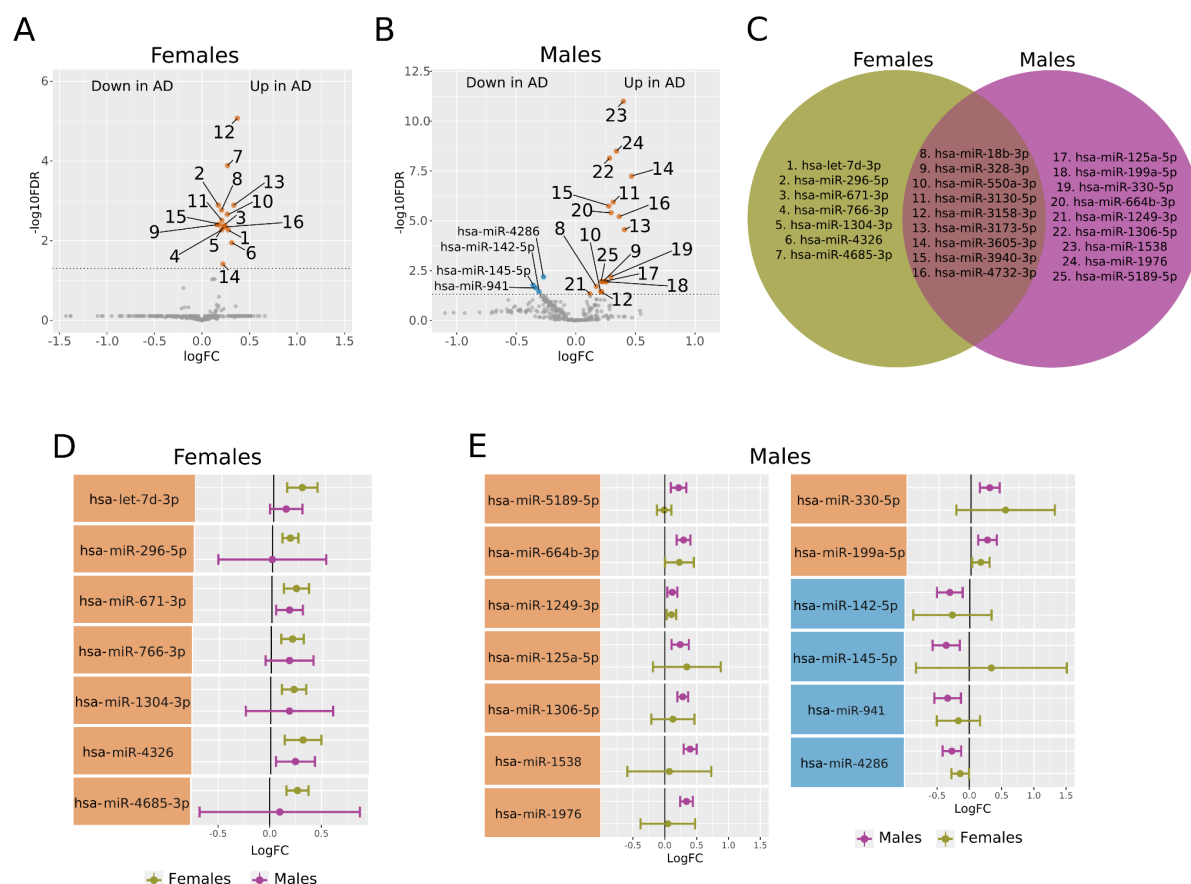 A
Females
Down in AD
Up in AD
6
4
2
0
-log10FDR
12
7
2
8
13
11
10
15
3
16
9
1
5
4
6
14
-1.5
-1.0
-0.5
0.0
0.5
1.0
1.5
logFC
B
Males
Down in AD
Up in AD
12.5
10.0
7.5
5.0
2.5
0.0
-log10FDR
23
24
22
14
15
11
20
16
13
8
10
25
9
19
17
18
21
12
hsa-miR-4286
hsa-miR-142-5p
hsa-miR-145-5p
hsa-miR-941
-1.0
-0.5
0.0
0.5
1.0
logFC
C
Females
Males
1. hsa-let-7d-3p
2. hsa-miR-296-5p
3. hsa-miR-671-3p
4. hsa-miR-766-3p
5. hsa-miR-1304-3p
6. hsa-miR-4326
7. hsa-miR-4685-3p
8. hsa-miR-18b-3p
9. hsa-miR-328-3p
10. hsa-miR-550a-3p
11. hsa-miR-3130-5p
12. hsa-miR-3158-3p
13. hsa-miR-3173-5p
14. hsa-miR-3605-3p
15. hsa-miR-3940-3p
16. hsa-miR-4732-3p
17. hsa-miR-125a-5p
18. hsa-miR-199a-5p
19. hsa-miR-330-5p
20. hsa-miR-664b-3p
21. hsa-miR-1249-3p
22. hsa-miR-1306-5p
23. hsa-miR-1538
24. hsa-miR-1976
25. hsa-miR-5189-5p
D
Females
hsa-let-7d-3p
hsa-miR-296-5p
hsa-miR-671-3p
hsa-miR-766-3p
hsa-miR-1304-3p
hsa-miR-4326
hsa-miR-4685-3p
-0.5
0.0
0.5
LogFC
Females
Males
E
Males
hsa-miR-5189-5p
hsa-miR-664b-3p
hsa-miR-1249-3p
hsa-miR-125a-5p
hsa-miR-1306-5p
hsa-miR-1538
hsa-miR-1976
-0.5
0.0
0.5
1.0
1.5
LogFC
hsa-miR-330-5p
hsa-miR-199a-5p
hsa-miR-142-5p
hsa-miR-145-5p
hsa-miR-941
hsa-miR-4286
-0.5
0.0
0.5
1.0
1.5
LogFC
Males
Females